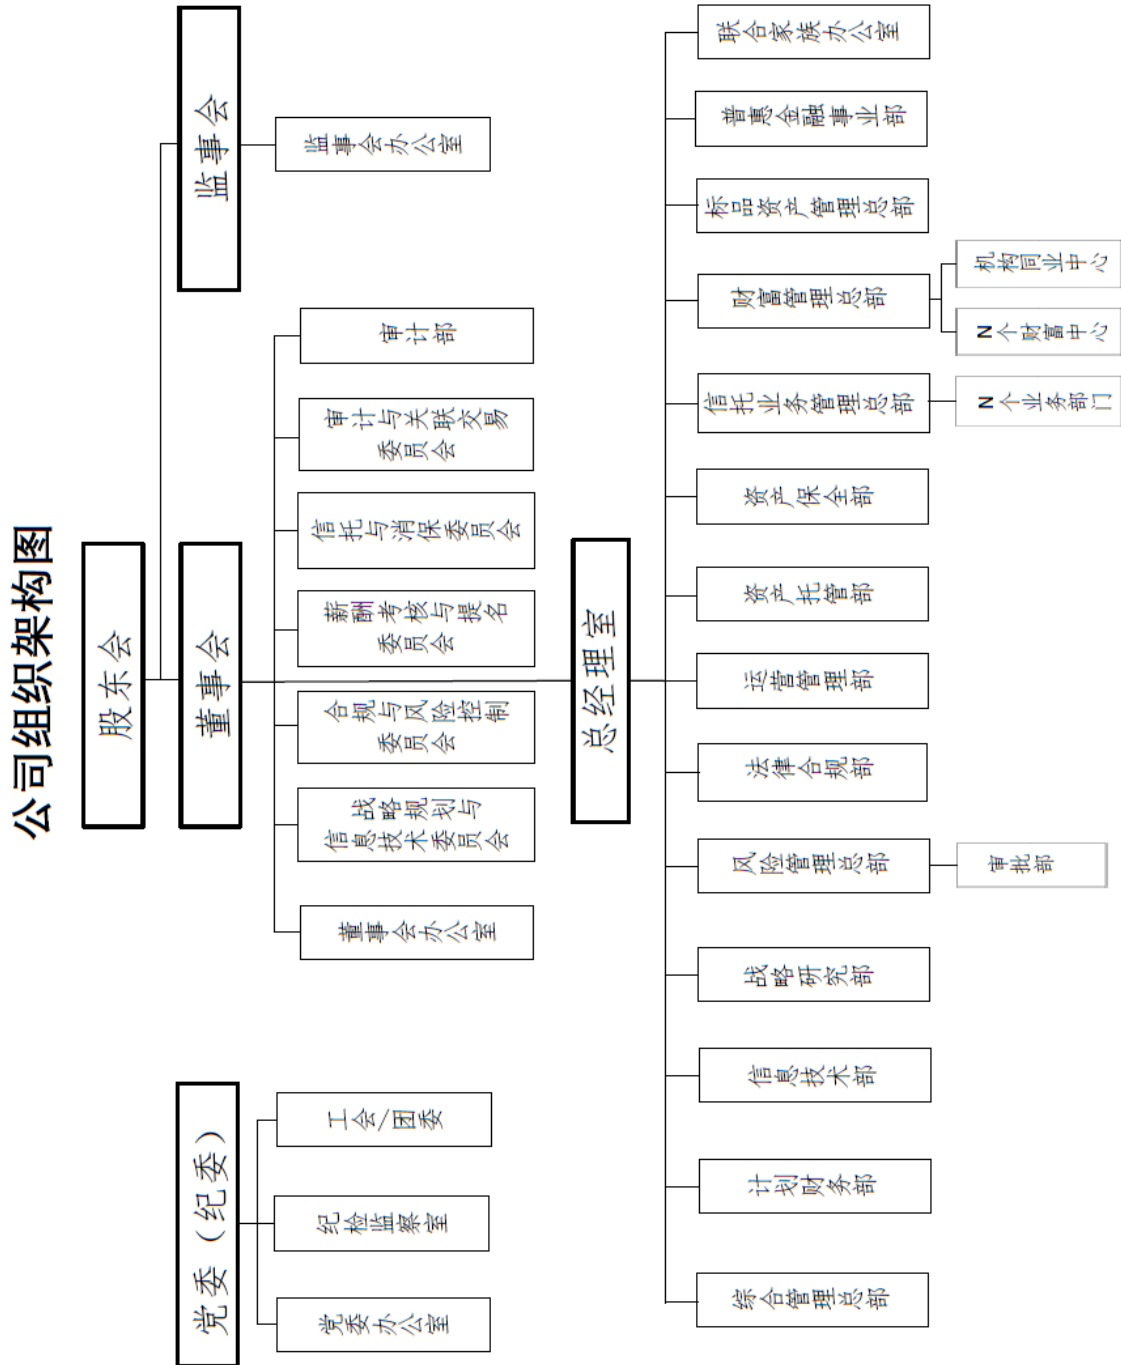 公司组织架构图
股东会
党委（纪委）
董事会
监事会
党委办公室
纪检监察室
工会/团委
董事会办公室
战略规划与
信息技术委员会
合规与风险控制
委员会
薪酬考核与提名
委员会
信托与消保委员会
审计与关联交易
委员会
审计部
监事会办公室
总经理室
综合管理总部
计划财务部
信息技术部
战略研究部
风险管理总部
法律合规部
运营管理部
资产托管部
资产保全部
信托业务管理总部
财富管理总部
标品资产管理总部
普惠金融事业部
联合家族办公室
审批部
N个业务部门
N个财富中心
机构同业中心